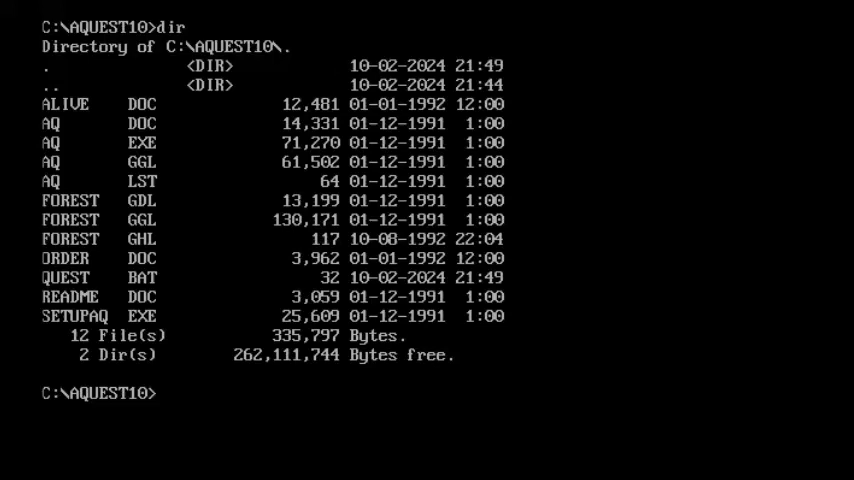 C:\AQUEST10>dir
Directory of C:\AQUEST10\.
. <DIR> 10-02-2024 21:49
.. <DIR> 10-02-2024 21:44
ALIVE DOC 12,481 01-01-1992 12:00
AQ DOC 14,331 01-12-1991 1:00
AQ EXE 71,270 01-12-1991 1:00
AQ GGL 61,502 01-12-1991 1:00
AQ LST 64 01-12-1991 1:00
FOREST GDL 13,199 01-12-1991 1:00
FOREST GGL 130,171 01-12-1991 1:00
FOREST GHL 117 10-08-1992 22:04
ORDER DOC 3,962 01-01-1992 12:00
QUEST BAT 32 10-02-2024 21:49
README DOC 3,059 01-12-1991 1:00
SETUPAQ EXE 25,609 01-12-1991 1:00
12 File(s) 335,797 Bytes.
2 Dir(s) 262,111,744 Bytes free.
C:\AQUEST10>